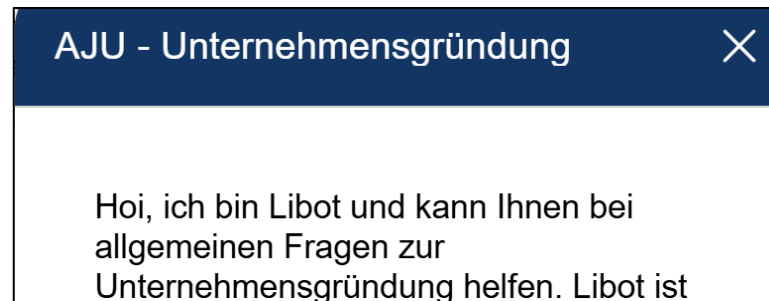 AJU - Unternehmensgründung
Hoi, ich bin Libot und kann Ihnen bei
allgemeinen Fragen zur
Unternehmensgründung helfen. Libot ist